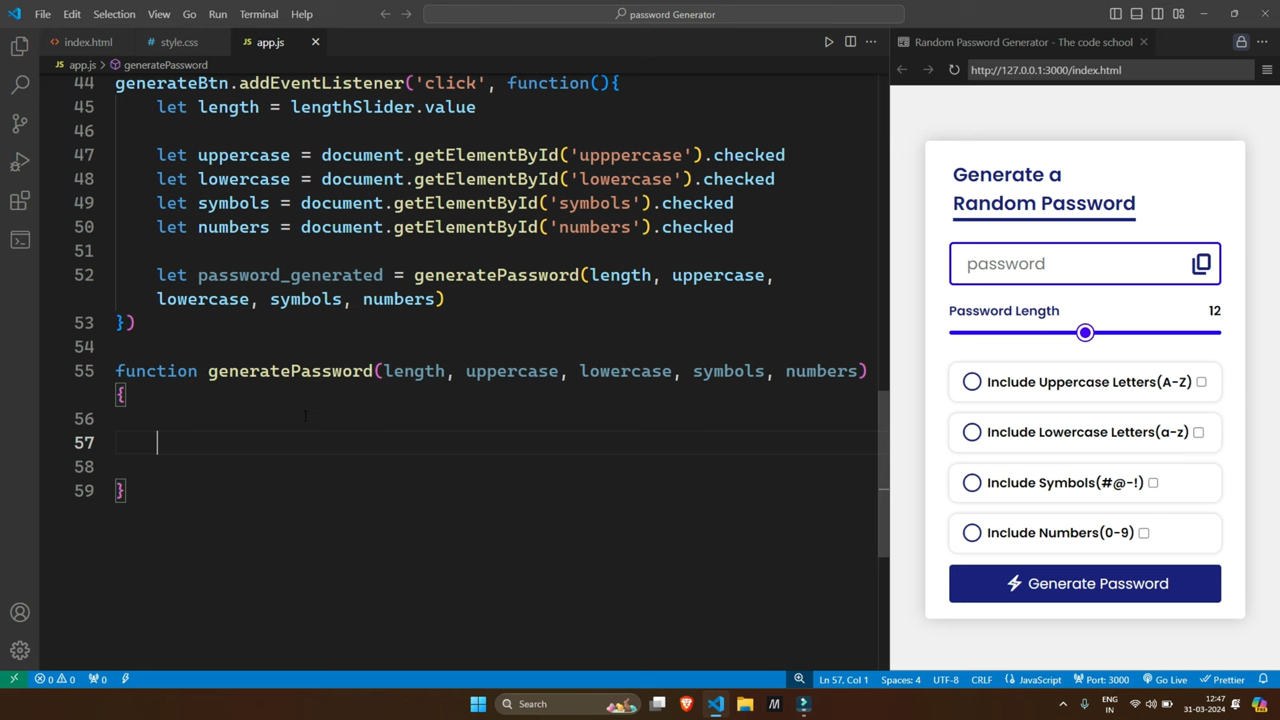 File Edit Selection View Go Run Terminal Help
password Generator
index.html style.css app.js
app.js > generatePassword
44 generateBtn.addEventListener('click', function(){
45 let length = lengthSlider.value
46
47 let uppercase = document.getElementById('upppercase').checked
48 let lowercase = document.getElementById('lowercase').checked
49 let symbols = document.getElementById('symbols').checked
50 let numbers = document.getElementById('numbers').checked
51
52 let password_generated = generatePassword(length, uppercase,
lowercase, symbols, numbers)
53 })
54
55 function generatePassword(length, uppercase, lowercase, symbols, numbers)
{
56
57
58
59 }
Random Password Generator - The code school
http://127.0.0.1:3000/index.html
Generate a
Random Password
password
Password Length 12
Include Uppercase Letters(A-Z)
Include Lowercase Letters(a-z)
Include Symbols(#@-!)
Include Numbers(0-9)
Generate Password
0 0 0 Ln 57, Col 1 Spaces: 4 UTF-8 CRLF JavaScript Port: 3000 Go Live Prettier
Search
ENG
IN
12:47
31-03-2024